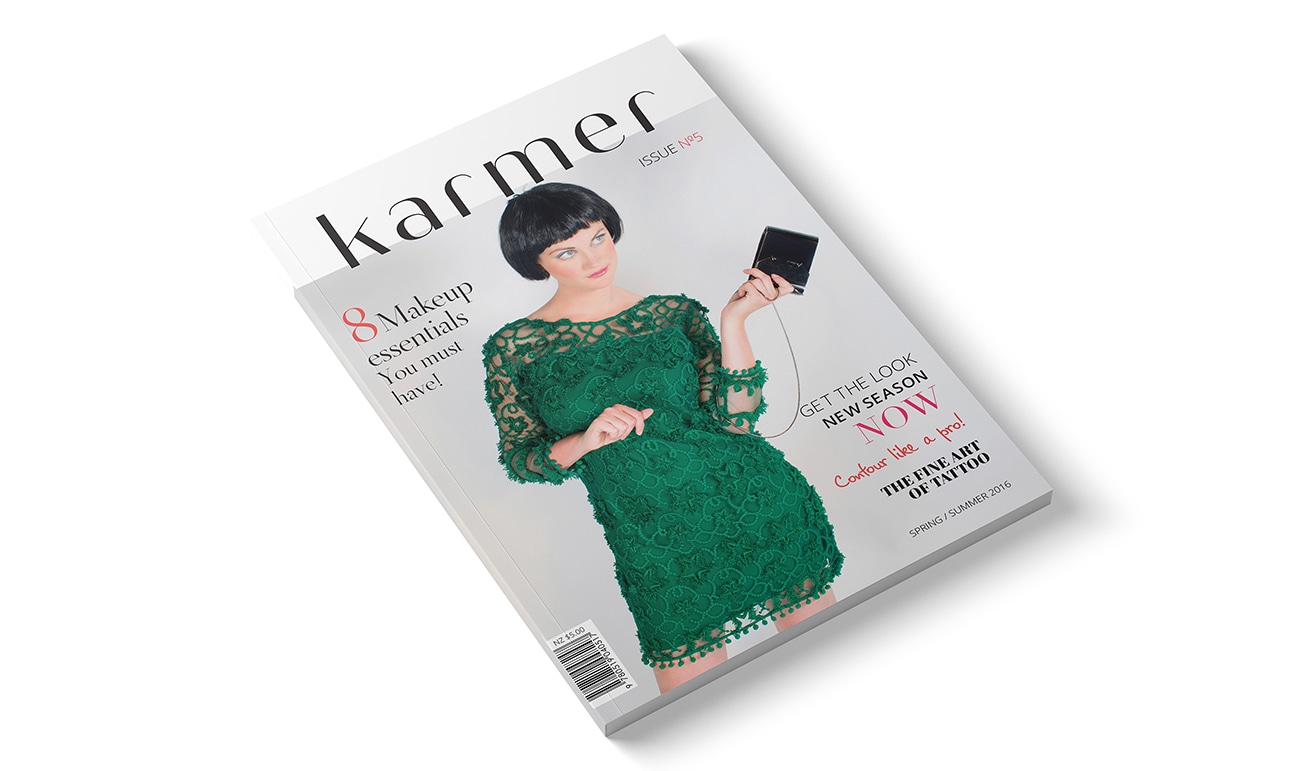 karmer
ISSUE Nº5
8 Makeup
essentials
You must
have!
GET THE LOOK
NEW SEASON
NOW
Contour like a pro!
THE FINE ART
OF TATTOO
SPRING / SUMMER 2016
NZ $5.00
9780519040517